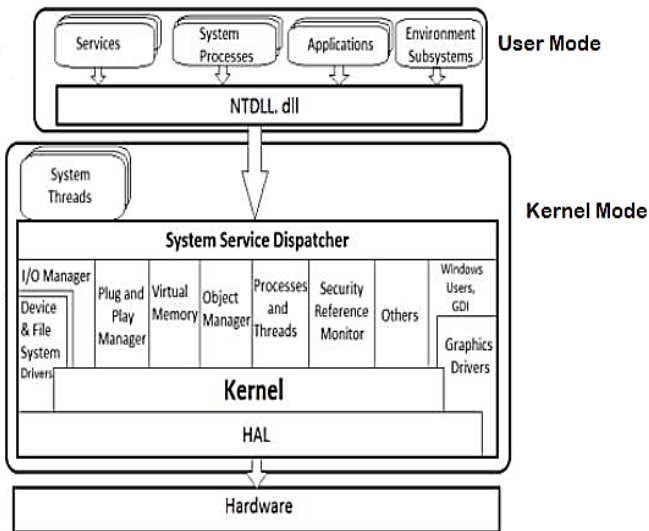 Services
System
Processes
Applications
Environment
Subsystems
User Mode
NTDLL. dll
System
Threads
Kernel Mode
System Service Dispatcher
I/O Manager
Device
& File
System
Drivers
Plug and
Play
Manager
Virtual
Memory
Object
Manager
Processes
and
Threads
Security
Reference
Monitor
Others
Windows
Users,
GDI
Graphics
Drivers
Kernel
HAL
Hardware